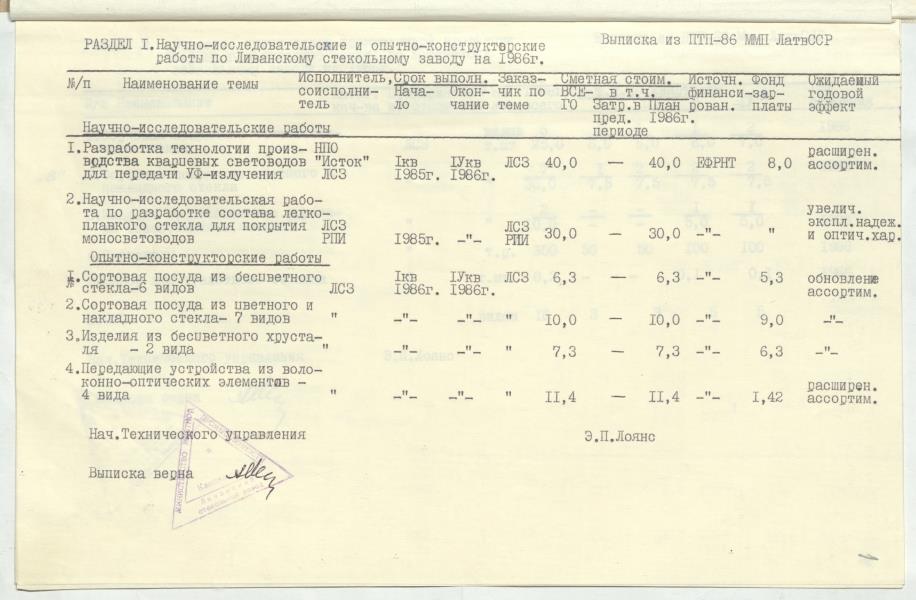 РАЗДЕЛ I. Научно-исследовательские и опытно-конструкторские
работы по Ливанскому стекольному заводу на 1986г.
Выписка из ПТП-86 ММП ЛатвССР
№/п Наименование темы Исполнитель, соисполни- тель Срок выполн. Нача- ло Окон- чание Заказ- чик по теме Сметная стоим. ВСЕ- ГО в т.ч. Затр.в пред. периоде План 1986г. Источн. финанси- рован. Фонд зар- платы Ожидаемый годовой эффект
Научно-исследовательские работы
1. Разработка технологии произ- НПО расширен.
водства кварцевых световодов "Исток" Iкв IУкв ЛСЗ 40,0 — 40,0 ЕФРНТ 8,0 ассортим.
для передачи УФ-излучения ЛСЗ 1985г. 1986г.
2. Научно-исследовательская рабо-
та по разработке состава легко- увелич.
плавкого стекла для покрытия ЛСЗ ЛСЗ экспл.надеж.
моносветоводов РПИ 1985г. -"- РПИ 30,0 — 30,0 -"- " и оптич.хар.
Опытно-конструкторские работы
1. Сортовая посуда из бесцветного Iкв IУкв ЛСЗ 6,3 — 6,3 -"- 5,3 обновление
стекла-6 видов ЛСЗ 1986г. 1986г. ассортим.
2. Сортовая посуда из цветного и
накладного стекла- 7 видов " -"- -"- " 10,0 — 10,0 -"- 9,0 -"-
3. Изделия из бесцветного хруста-
ля - 2 вида " -"- -"- " 7,3 — 7,3 -"- 6,3 -"-
4. Передающие устройства из воло-
конно-оптических элементов - расширен.
4 вида " -"- -"- " 11,4 — 11,4 -"- 1,42 ассортим.
Нач.Технического управления Э.П.Лоянс
Выписка верна
1